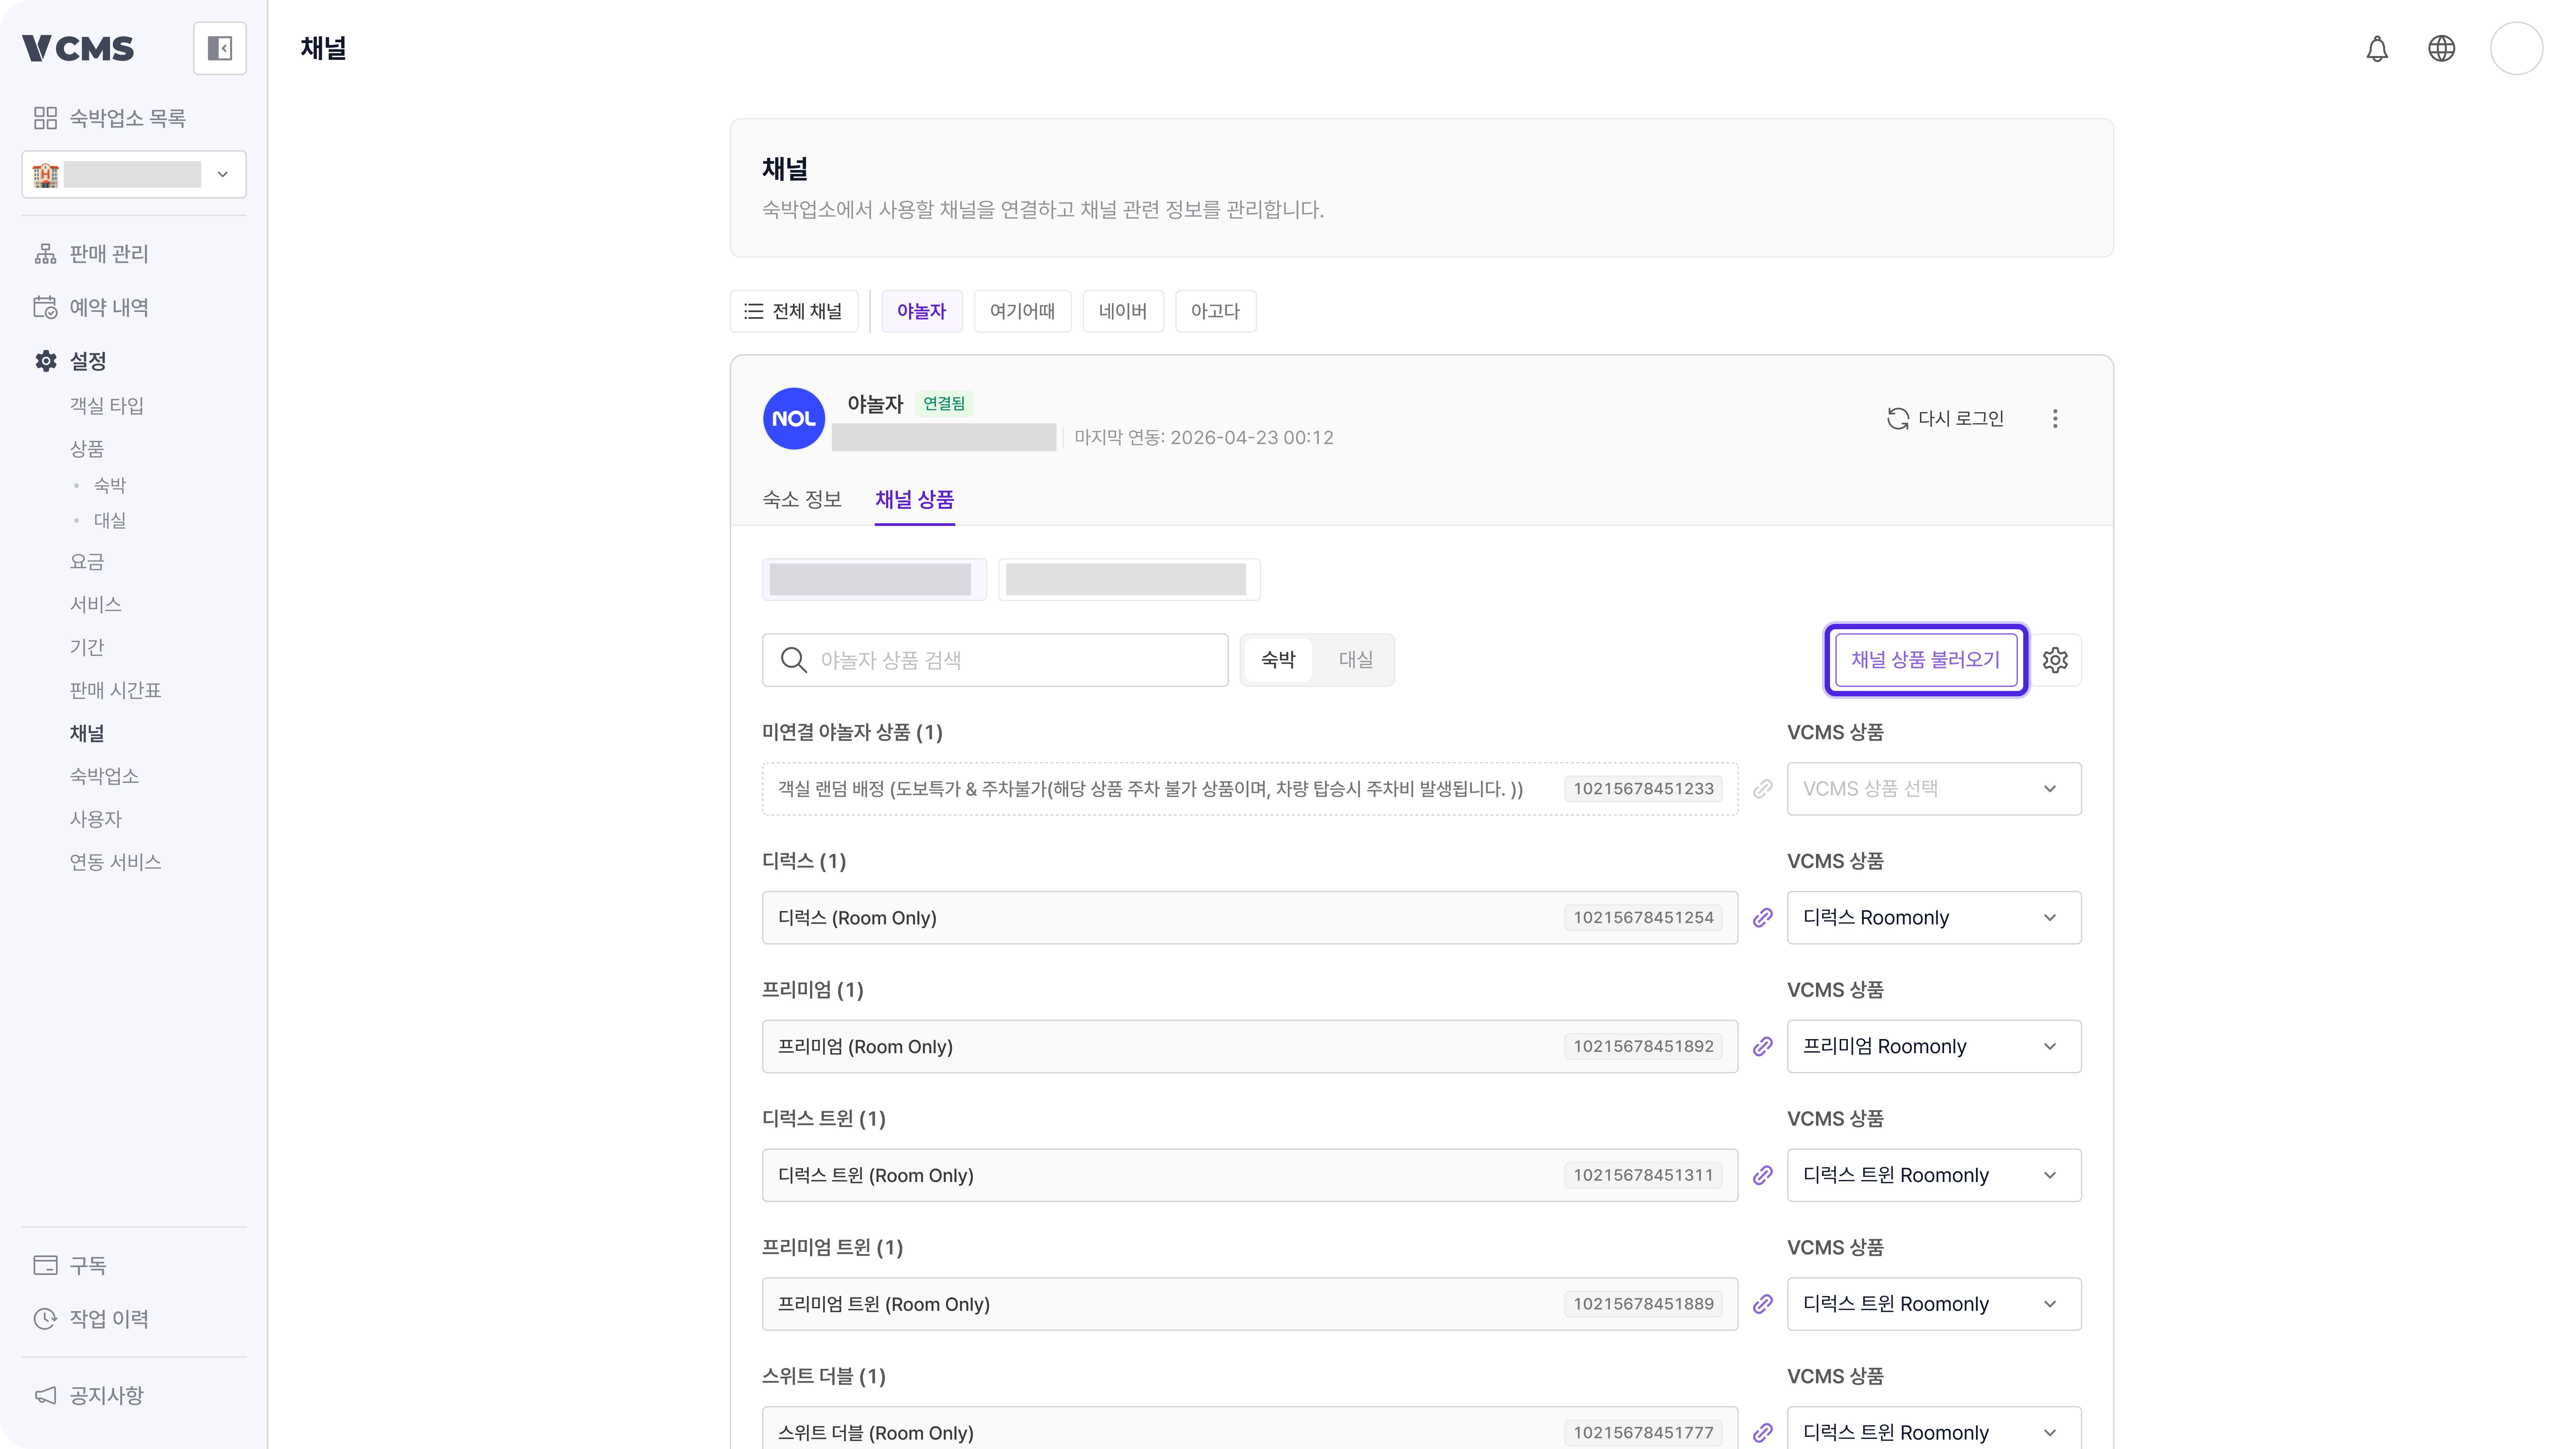 VCMS
채널
숙박업소 목록
판매 관리
예약 내역
설정
객실 타입
상품
숙박
대실
요금
서비스
기간
판매 시간표
채널
숙박업소
사용자
연동 서비스
구독
작업 이력
공지사항
채널
숙박업소에서 사용할 채널을 연결하고 채널 관련 정보를 관리합니다.
전체 채널 야놀자 여기어때 네이버 아고다
NOL 야놀자 연결됨
마지막 연동: 2026-04-23 00:12
다시 로그인
숙소 정보 채널 상품
야놀자 상품 검색 숙박 대실 채널 상품 불러오기
미연결 야놀자 상품 (1) VCMS 상품
객실 랜덤 배정 (도보특가 & 주차불가(해당 상품 주차 불가 상품이며, 차량 탑승시 주차비 발생됩니다. )) 10215678451233 VCMS 상품 선택
디럭스 (1) VCMS 상품
디럭스 (Room Only) 10215678451254 디럭스 Roomonly
프리미엄 (1) VCMS 상품
프리미엄 (Room Only) 10215678451892 프리미엄 Roomonly
디럭스 트윈 (1) VCMS 상품
디럭스 트윈 (Room Only) 10215678451311 디럭스 트윈 Roomonly
프리미엄 트윈 (1) VCMS 상품
프리미엄 트윈 (Room Only) 10215678451889 디럭스 트윈 Roomonly
스위트 더블 (1) VCMS 상품
스위트 더블 (Room Only) 10215678451777 디럭스 트윈 Roomonly